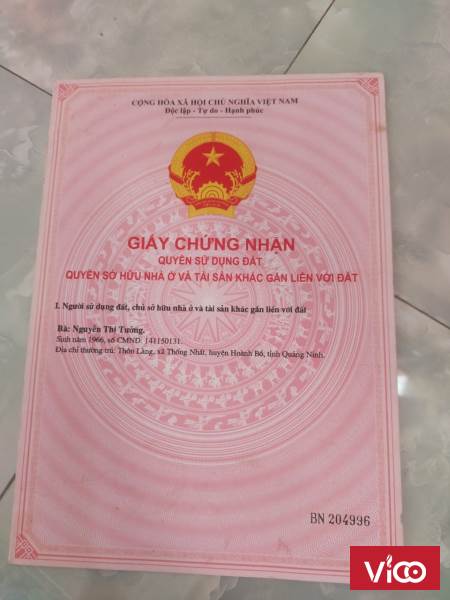 CỘNG HÒA XÃ HỘI CHỦ NGHĨA VIỆT NAM
Độc lập - Tự do - Hạnh phúc
GIẤY CHỨNG NHẬN
QUYỀN SỬ DỤNG ĐẤT
QUYỀN SỞ HỮU NHÀ Ở VÀ TÀI SẢN KHÁC GẮN LIỀN VỚI ĐẤT
I. Người sử dụng đất, chủ sở hữu nhà ở và tài sản khác gắn liền với đất
Bà: Nguyễn Thị Tưởng.
Sinh năm 1966, số CMND: 141150131.
Địa chỉ thường trú: Thôn Làng, xã Thống Nhất, huyện Hoành Bồ, tỉnh Quảng Ninh.
BN 204996
Vico